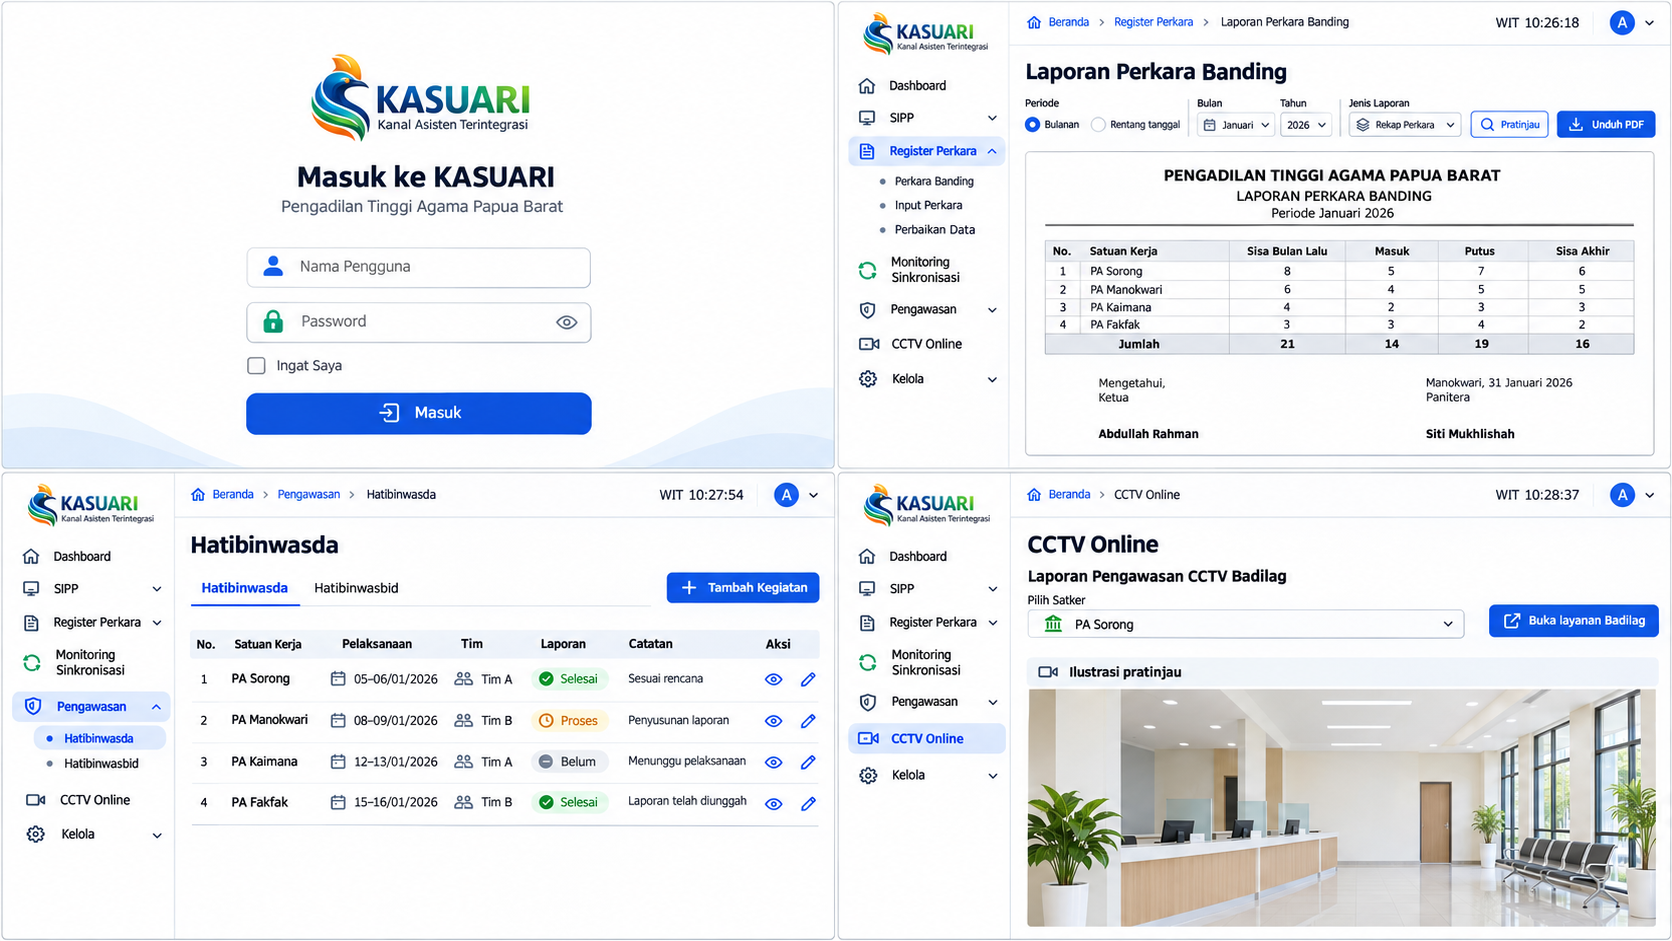 KASUARI
Kanal Asisten Terintegrasi
Masuk ke KASUARI
Pengadilan Tinggi Agama Papua Barat
Nama Pengguna
Password
Ingat Saya
Masuk
KASUARI
Kanal Asisten Terintegrasi
Dashboard
SIPP
Register Perkara
Perkara Banding
Input Perkara
Perbaikan Data
Monitoring
Sinkronisasi
Pengawasan
CCTV Online
Kelola
Beranda > Register Perkara > Laporan Perkara Banding
WIT 10:26:18
A
Laporan Perkara Banding
Periode
Bulanan
Rentang tanggal
Bulan
Januari
Tahun
2026
Jenis Laporan
Rekap Perkara
Pratinjau
Unduh PDF
PENGADILAN TINGGI AGAMA PAPUA BARAT
LAPORAN PERKARA BANDING
Periode Januari 2026
No. Satuan Kerja Sisa Bulan Lalu Masuk Putus Sisa Akhir
1 PA Sorong 8 5 7 6
2 PA Manokwari 6 4 5 5
3 PA Kaimana 4 2 3 3
4 PA Fakfak 3 3 4 2
Jumlah 21 14 19 16
Mengetahui,
Ketua
Abdullah Rahman
Manokwari, 31 Januari 2026
Panitera
Siti Mukhlishah
KASUARI
Kanal Asisten Terintegrasi
Dashboard
SIPP
Register Perkara
Monitoring
Sinkronisasi
Pengawasan
Hatibinwasda
Hatibinwasbid
CCTV Online
Kelola
Beranda > Pengawasan > Hatibinwasda
WIT 10:27:54
A
Hatibinwasda
Hatibinwasda
Hatibinwasbid
Tambah Kegiatan
No. Satuan Kerja Pelaksanaan Tim Laporan Catatan Aksi
1 PA Sorong 05–06/01/2026 Tim A Selesai Sesuai rencana
2 PA Manokwari 08–09/01/2026 Tim B Proses Penyusunan laporan
3 PA Kaimana 12–13/01/2026 Tim A Belum Menunggu pelaksanaan
4 PA Fakfak 15–16/01/2026 Tim B Selesai Laporan telah diunggah
KASUARI
Kanal Asisten Terintegrasi
Dashboard
SIPP
Register Perkara
Monitoring
Sinkronisasi
Pengawasan
CCTV Online
Kelola
Beranda > CCTV Online
WIT 10:28:37
A
CCTV Online
Laporan Pengawasan CCTV Badilag
Pilih Satker
PA Sorong
Buka layanan Badilag
Ilustrasi pratinjau